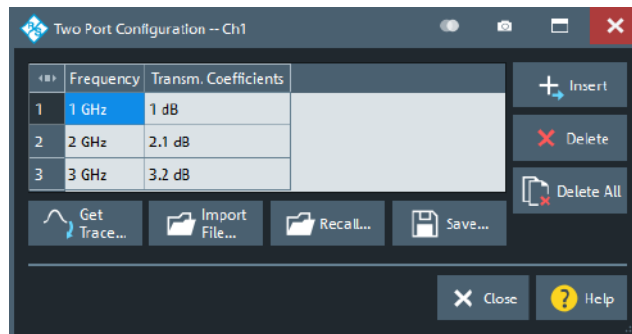 Two Port Configuration -- Ch1
Frequency Transm. Coefficients
1 1 GHz 1 dB
2 2 GHz 2.1 dB
3 3 GHz 3.2 dB
Insert
Delete
Delete All
Get Trace...
Import File...
Recall...
Save...
Close
? Help